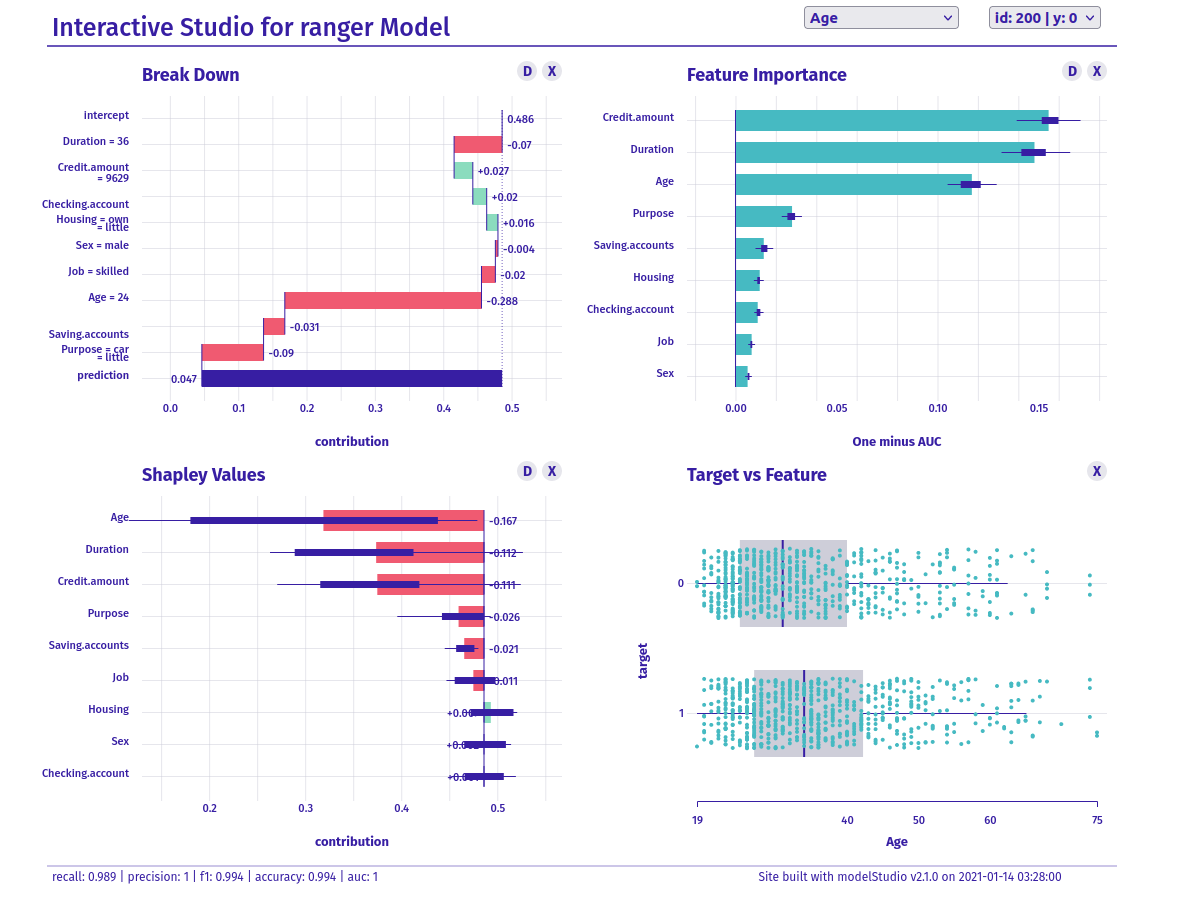 Interactive Studio for ranger Model
Age
id: 200 | y: 0
Break Down
D X
intercept
0.486
Duration = 36
-0.07
Credit.amount
= 9629
+0.027
Checking.account
= little
+0.02
Housing = own
+0.016
Sex = male
-0.004
Job = skilled
-0.02
Age = 24
-0.288
Saving.accounts
= little
-0.031
Purpose = car
-0.09
prediction
0.047
0.0 0.1 0.2 0.3 0.4 0.5
contribution
Feature Importance
D X
Credit.amount
Duration
Age
Purpose
Saving.accounts
Housing
Checking.account
Job
Sex
0.00 0.05 0.10 0.15
One minus AUC
Shapley Values
D X
Age
-0.167
Duration
-0.112
Credit.amount
-0.111
Purpose
-0.026
Saving.accounts
-0.021
Job
-0.011
Housing
Sex
Checking.account
0.2 0.3 0.4 0.5
contribution
Target vs Feature
X
target
0
1
19 40 50 60 75
Age
recall: 0.989 | precision: 1 | f1: 0.994 | accuracy: 0.994 | auc: 1
Site built with modelStudio v2.1.0 on 2021-01-14 03:28:00